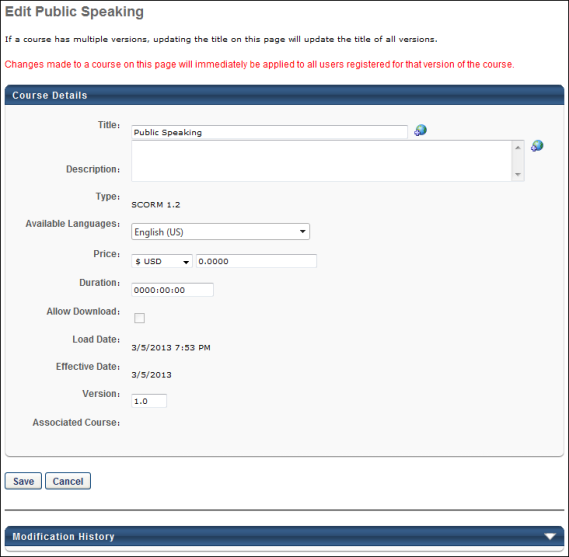 Edit Public Speaking
If a course has multiple versions, updating the title on this page will update the title of all versions.
Changes made to a course on this page will immediately be applied to all users registered for that version of the course.
Course Details
Title: Public Speaking
Description:
Type: SCORM 1.2
Available Languages: English (US)
Price: $ USD 0.0000
Duration: 0000:00:00
Allow Download:
Load Date: 3/5/2013 7:53 PM
Effective Date: 3/5/2013
Version: 1.0
Associated Course:
Save Cancel
Modification History